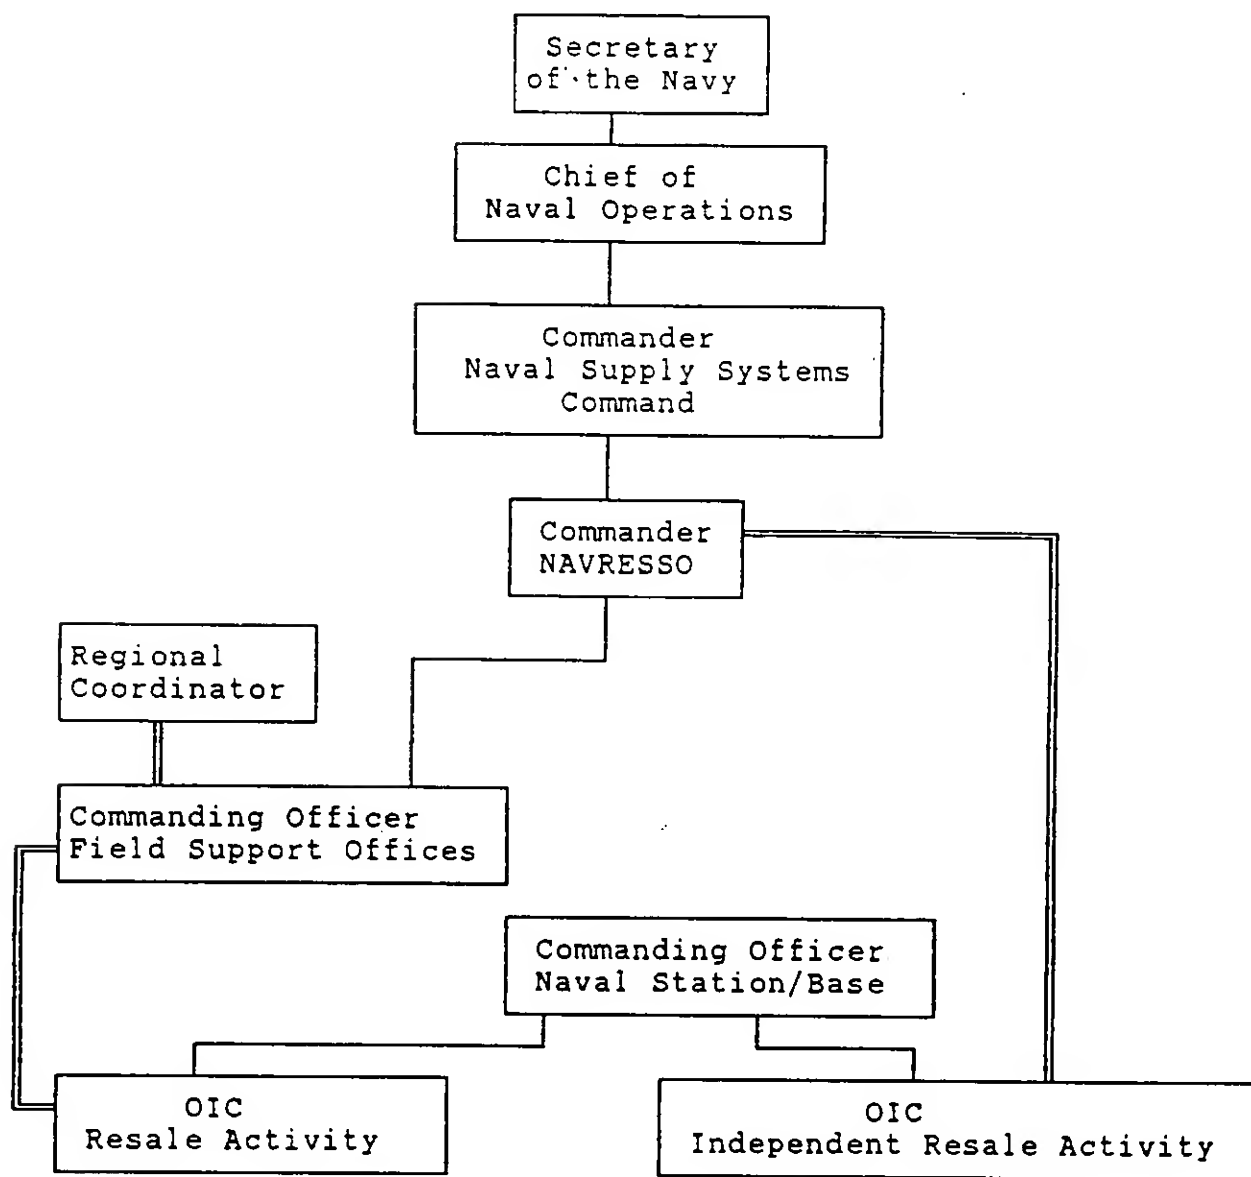 Secretary
of the Navy
Chief of
Naval Operations
Commander
Naval Supply Systems
Command
Commander
NAVRESSO
Regional
Coordinator
Commanding Officer
Field Support Offices
Commanding Officer
Naval Station/Base
OIC
Resale Activity
OIC
Independent Resale Activity